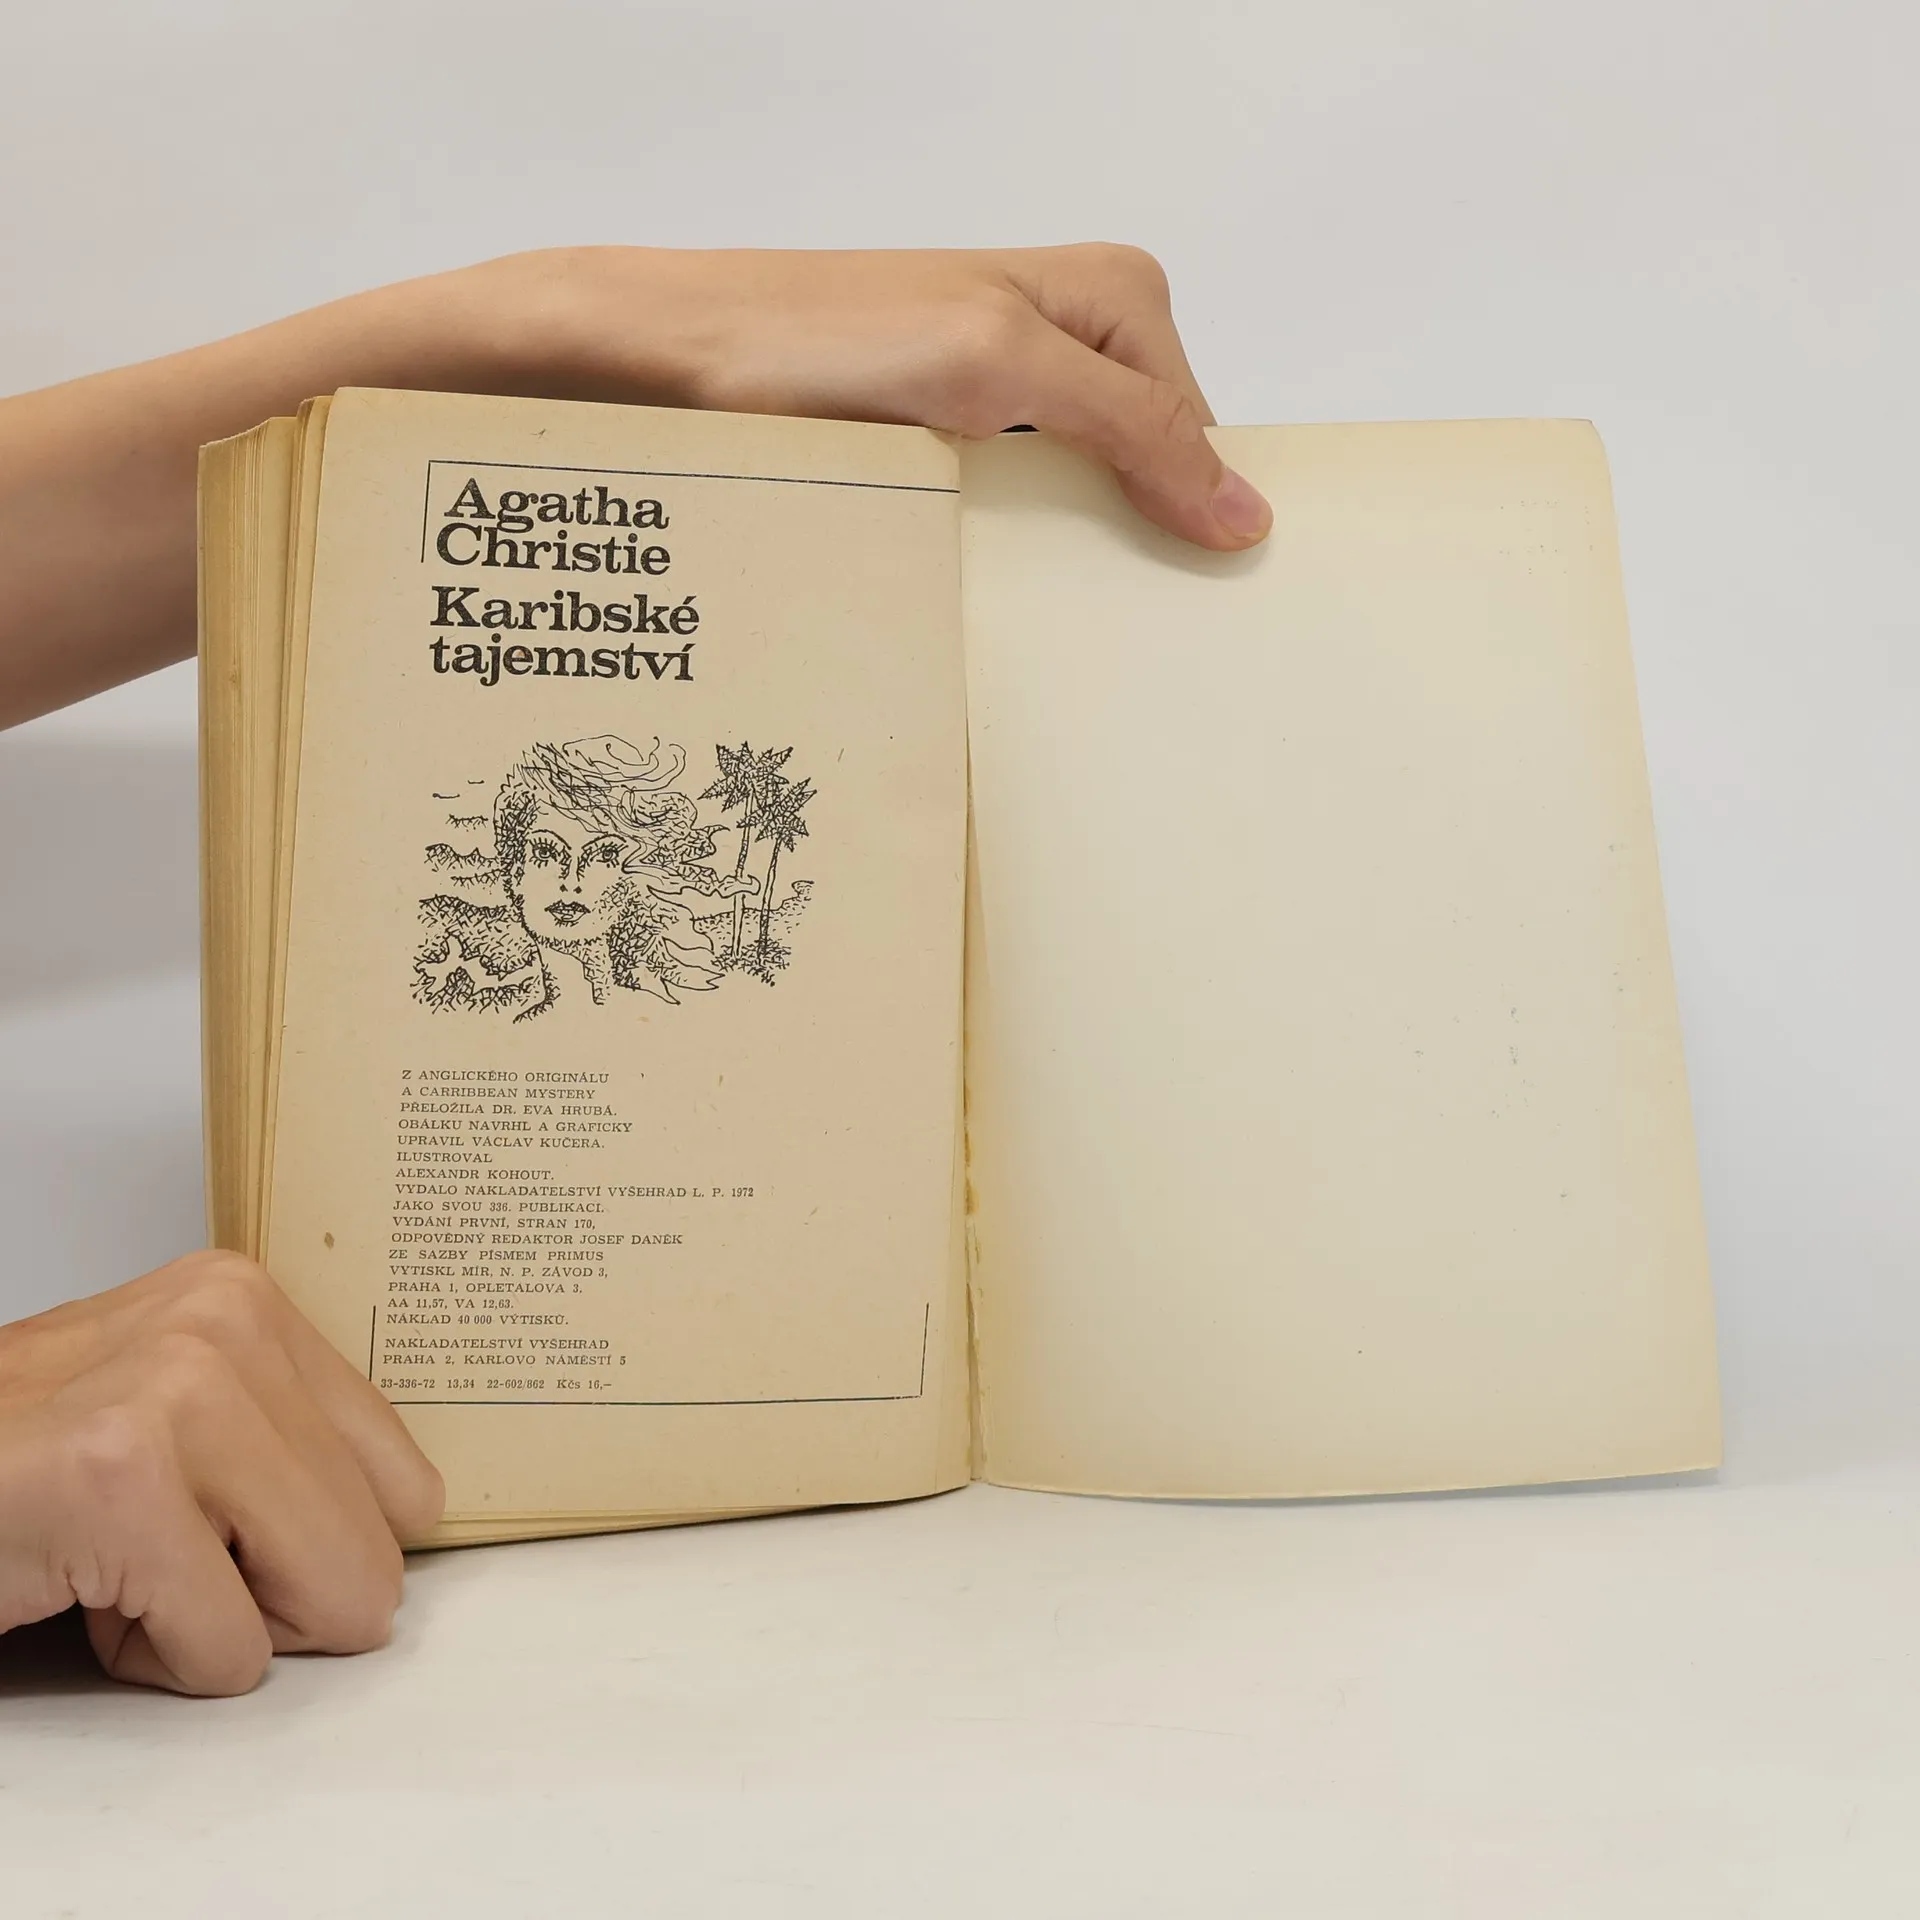 Agatha
Christie
Karibské
tajemství
Z ANGLICKÉHO ORIGINÁLU
A CARRIBBEAN MYSTERY
PŘELOŽILA DR. EVA HRUBÁ.
OBÁLKU NAVRHL A GRAFICKY
UPRAVIL VÁCLAV KUČERA.
ILUSTROVAL
ALEXANDR KOHOUT.
VYDALO NAKLADATELSTVÍ VYŠEHRAD L. P. 1972
JAKO SVOU 336. PUBLIKACI.
VYDÁNÍ PRVNÍ, STRAN 170,
ODPOVĚDNÝ REDAKTOR JOSEF DANĚK
ZE SAZBY PÍSMEM PRIMUS
VYTISKL MÍR, N. P. ZÁVOD 3,
PRAHA 1, OPLETALOVA 3.
AA 11,57, VA 12,63.
NÁKLAD 40 000 VÝTISKŮ.
NAKLADATELSTVÍ VYŠEHRAD
PRAHA 2, KARLOVO NÁMĚSTÍ 5
33-336-72 13,34 22-602/862 Kčs 16,—